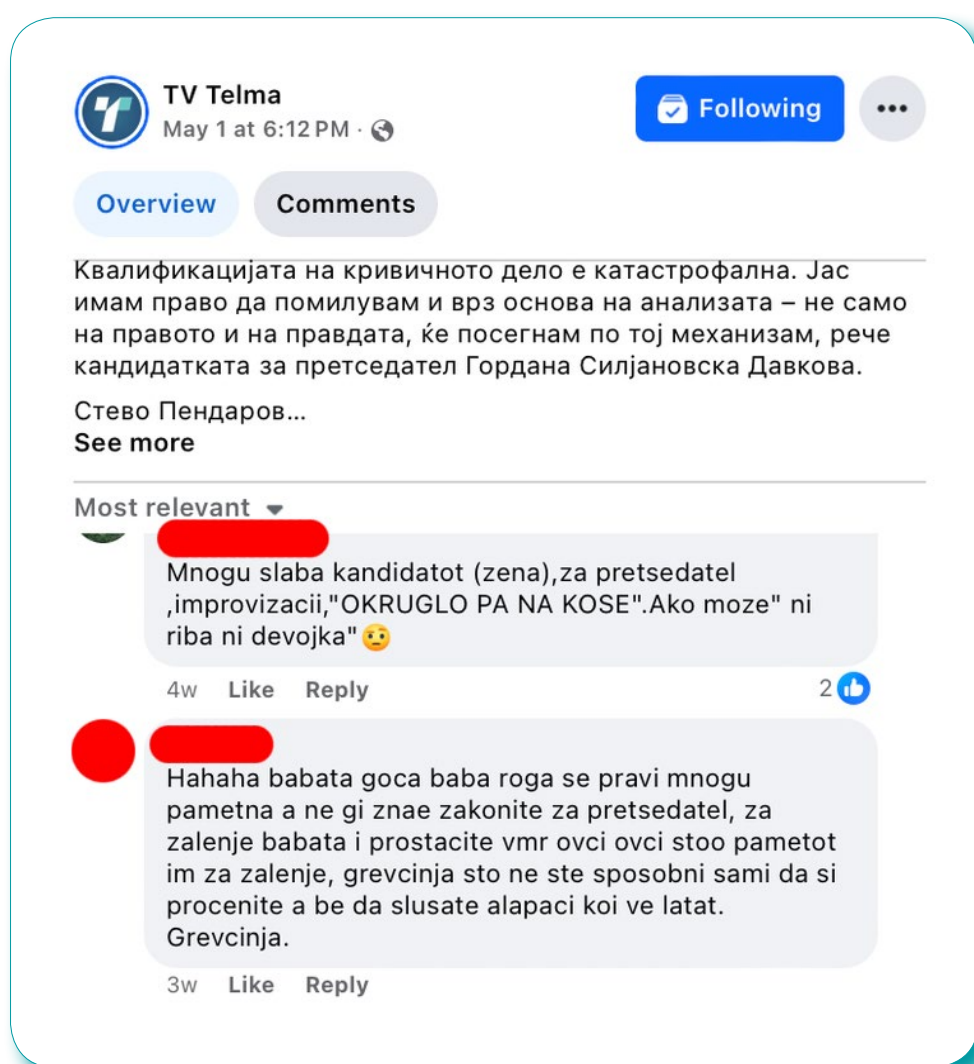 TV Telma
May 1 at 6:12 PM ·
Following
Overview
Comments
Квалификацијата на кривичното дело е катастрофална. Јас
имам право да помилувам и врз основа на анализата – не само
на правото и на правдата, ќе посегнам по тој механизам, рече
кандидатката за претседател Гордана Силјановска Давкова.
Стево Пендаров...
See more
Most relevant
Mnogu slaba kandidatot (zena),za pretsedatel
,improvizacii,"OKRUGLO PA NA KOSE".Ako moze" ni
riba ni devojka"🤨
4w Like Reply 2
Hahaha babata goca baba roga se pravi mnogu
pametna a ne gi znae zakonite za pretsedatel, za
zalenje babata i prostacite vmr ovci ovci stoo pametot
im za zalenje, grevcinja sto ne ste sposobni sami da si
procenite a be da slusate alapaci koi ve latat.
Grevcinja.
3w Like Reply